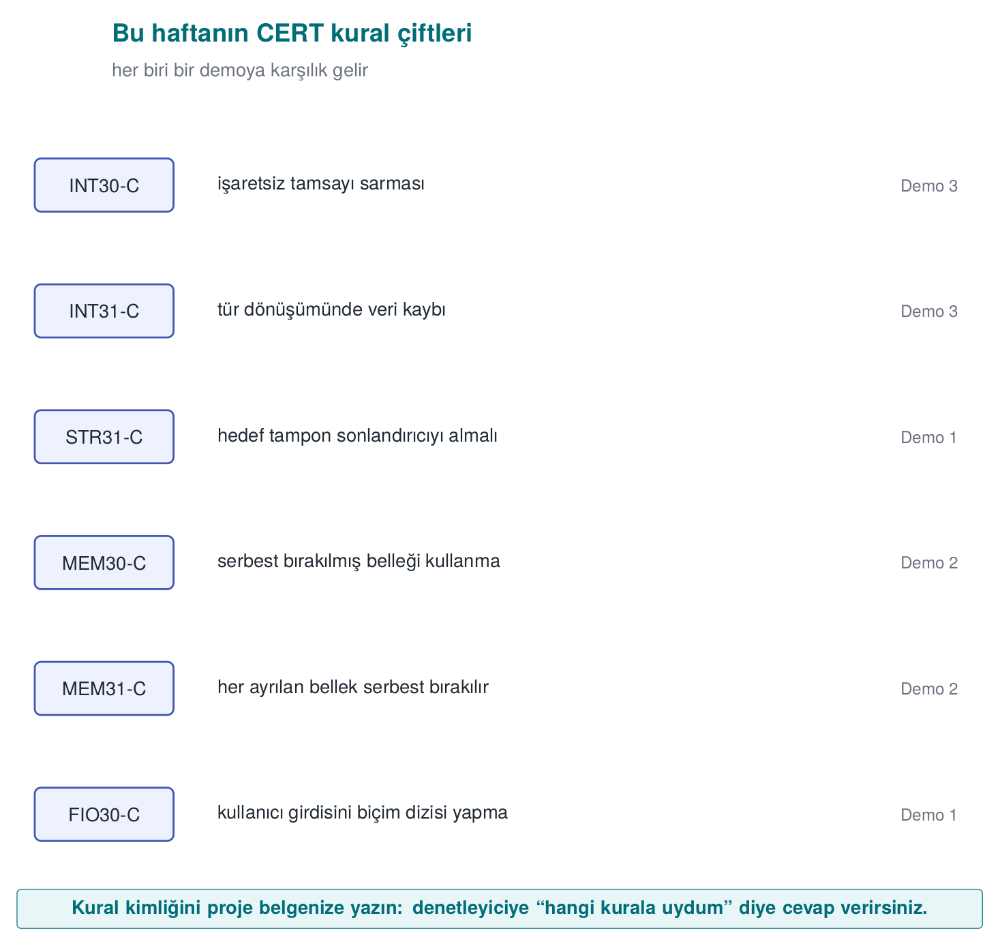 Bu haftanın CERT kural çiftleri
her biri bir demoya karşılık gelir
INT30-C işaretsiz tamsayı sarması Demo 3
INT31-C tür dönüşümünde veri kaybı Demo 3
STR31-C hedef tampon sonlandırıcıyı almalı Demo 1
MEM30-C serbest bırakılmış belleği kullanma Demo 2
MEM31-C her ayrılan bellek serbest bırakılır Demo 2
FIO30-C kullanıcı girdisini biçim dizisi yapma Demo 1
Kural kimliğini proje belgenize yazın: denetleyiciye “hangi kurala uydum” diye cevap verirsiniz.